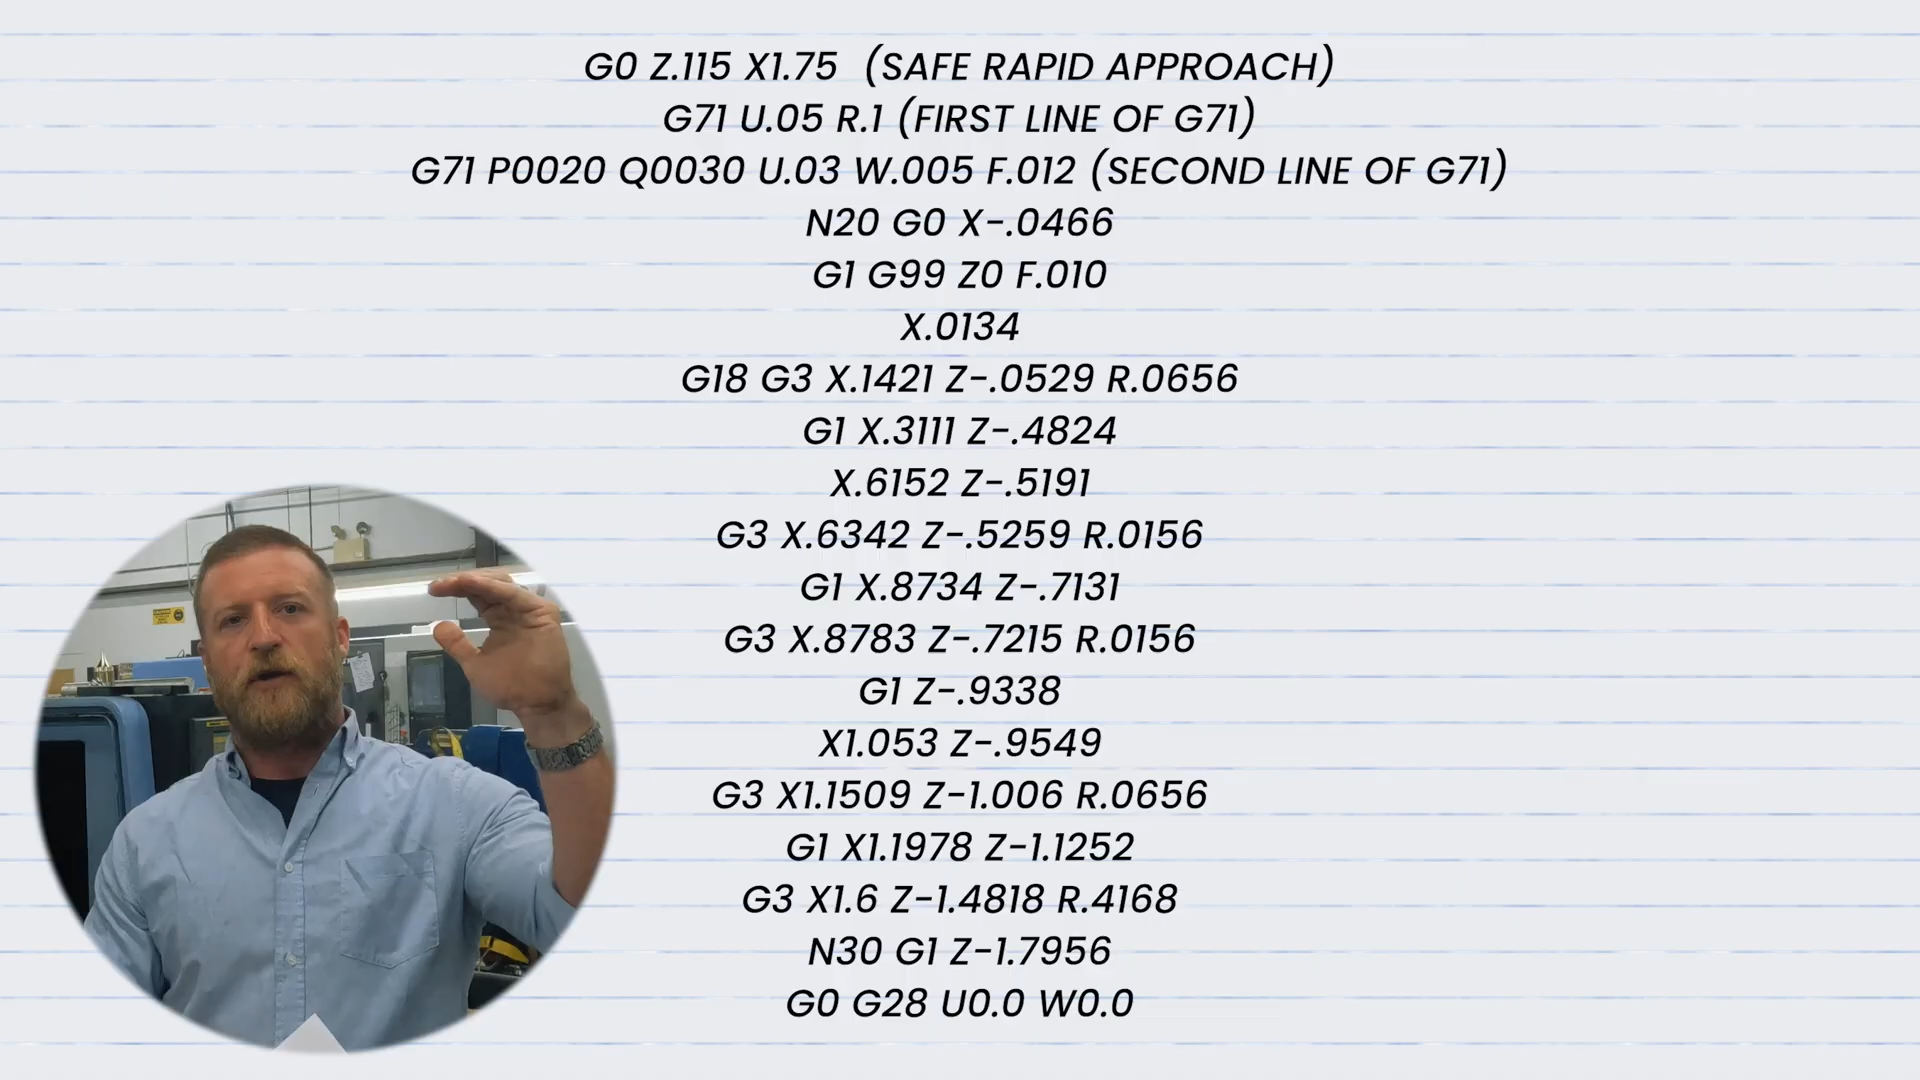 G0 Z.115 X1.75 (SAFE RAPID APPROACH)
G71 U.05 R.1 (FIRST LINE OF G71)
G71 P0020 Q0030 U.03 W.005 F.012 (SECOND LINE OF G71)
N20 G0 X-.0466
G1 G99 Z0 F.010
X.0134
G18 G3 X.1421 Z-.0529 R.0656
G1 X.3111 Z-.4824
X.6152 Z-.5191
G3 X.6342 Z-.5259 R.0156
G1 X.8734 Z-.7131
G3 X.8783 Z-.7215 R.0156
G1 Z-.9338
X1.053 Z-.9549
G3 X1.1509 Z-1.006 R.0656
G1 X1.1978 Z-1.1252
G3 X1.6 Z-1.4818 R.4168
N30 G1 Z-1.7956
G0 G28 U0.0 W0.0